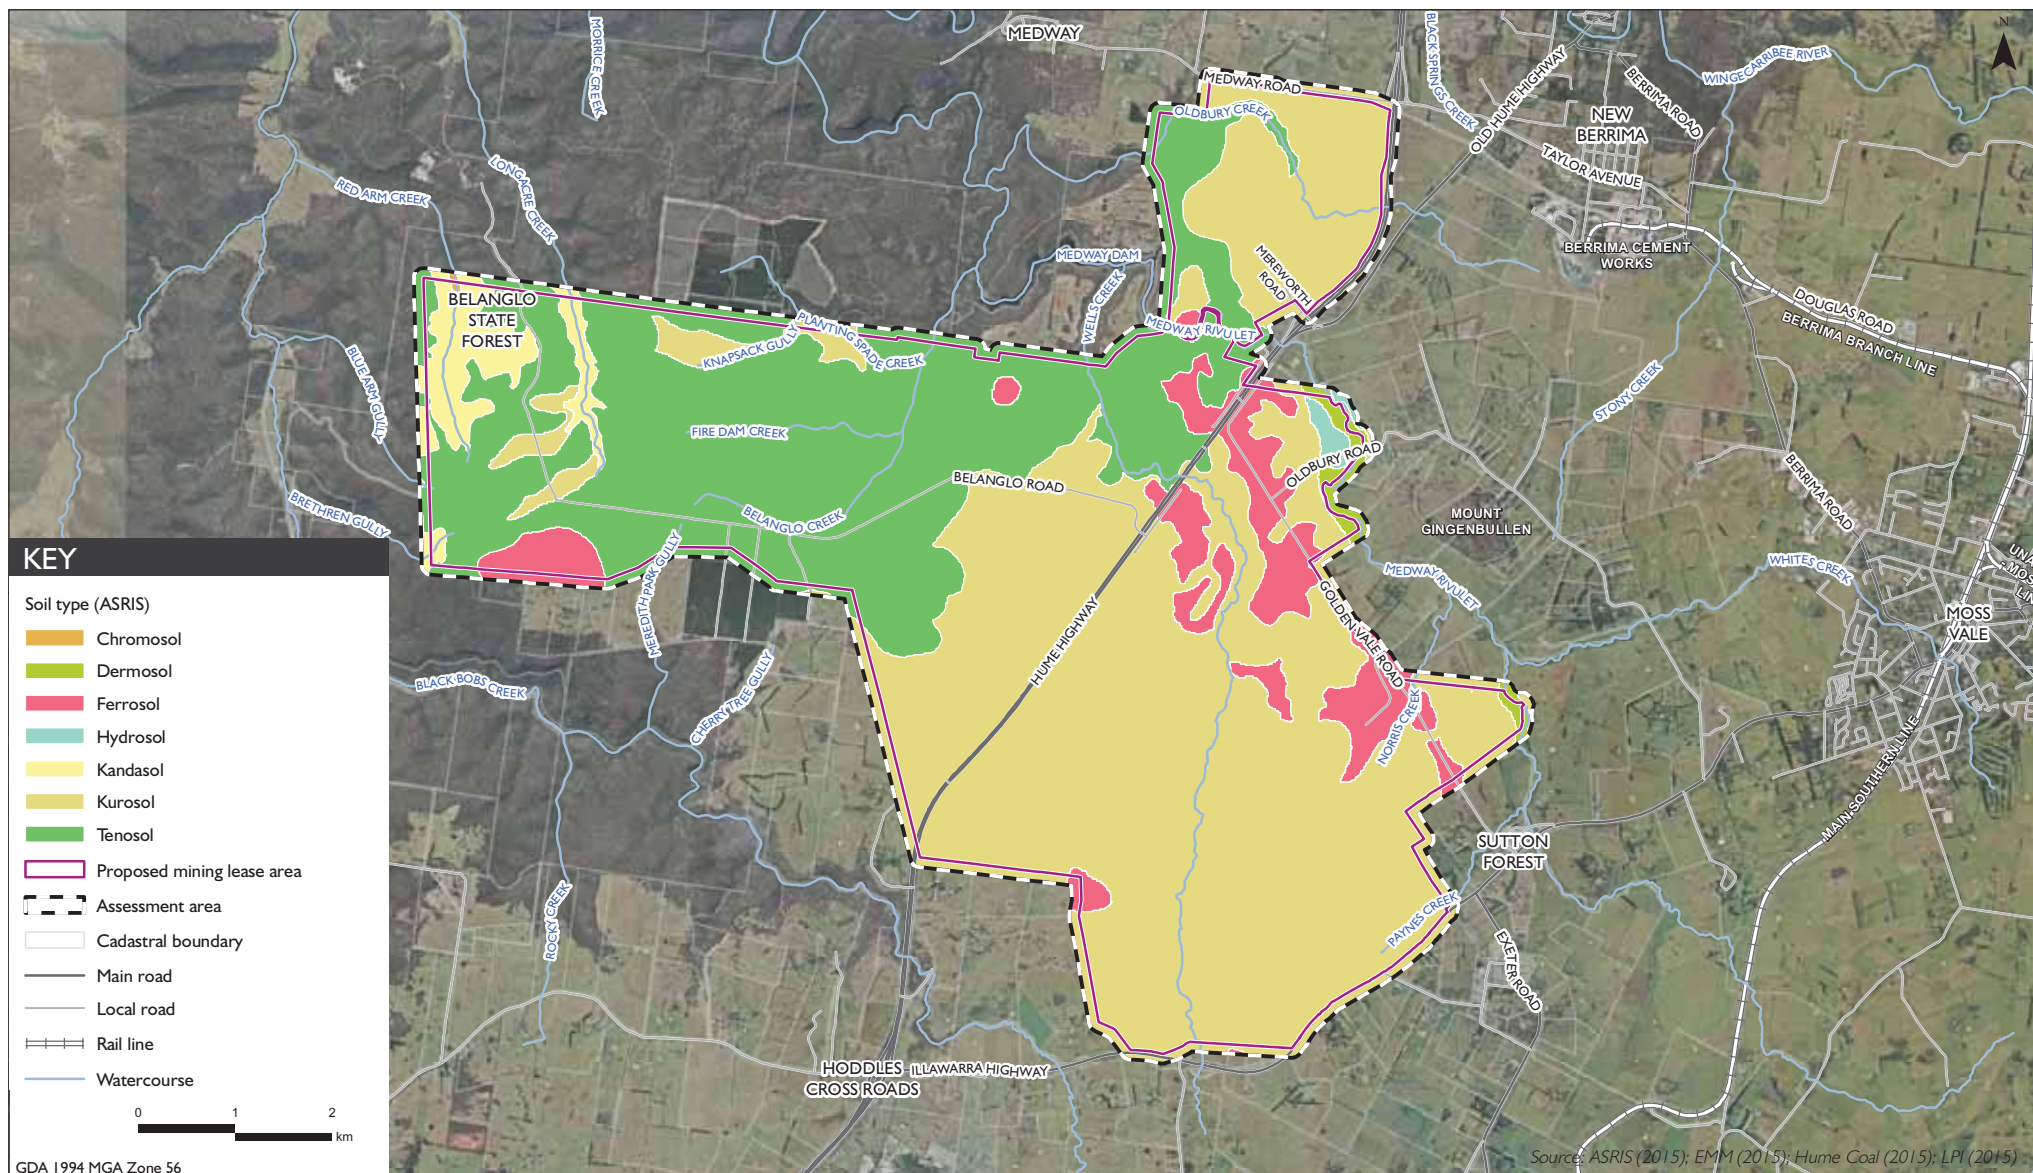 MEDWAY
MORRICE CREEK
BLACK SPRINGS CREEK
OLD HUME HIGHWAY
BERRIMA ROAD
WINGECARRIBEE RIVER
N
MEDWAY ROAD
OLDBURY CREEK
NEW
BERRIMA
TAYLOR AVENUE
LONGACRE CREEK
RED ARM CREEK
BERRIMA CEMENT
WORKS
MEDWAY DAM
MEREWORTH
ROAD
WELLS CREEK
DOUGLAS ROAD
BERRIMA BRANCH LINE
BELANGLO
STATE
FOREST
PLANTING SPADE CREEK
KNAPSACK GULLY
MEDWAY RIVULET
BLUE ARM GULLY
STONY CREEK
FIRE DAM CREEK
OLDBURY ROAD
BELANGLO ROAD
BERRIMA ROAD
BRETHREN GULLY
BELANGLO CREEK
MOUNT
GINGENBULLEN
MEREDITH PARK GULLY
MEDWAY RIVULET
WHITES CREEK
GOLDEN VALE ROAD
HUME HIGHWAY
MOSS
VALE
BLACK BOBS CREEK
CHERRY TREE GULLY
NORRIS CREEK
MAIN SOUTHERN LINE
SUTTON
FOREST
ROCKY CREEK
PAYNES CREEK
EXETER ROAD
HODDLES
CROSS ROADS
ILLAWARRA HIGHWAY
KEY
Soil type (ASRIS)
Chromosol
Dermosol
Ferrosol
Hydrosol
Kandasol
Kurosol
Tenosol
Proposed mining lease area
Assessment area
Cadastral boundary
Main road
Local road
Rail line
Watercourse
0 1 2
km
GDA 1994 MGA Zone 56
Source: ASRIS (2015); EMM (2015); Hume Coal (2015); LPI (2015)